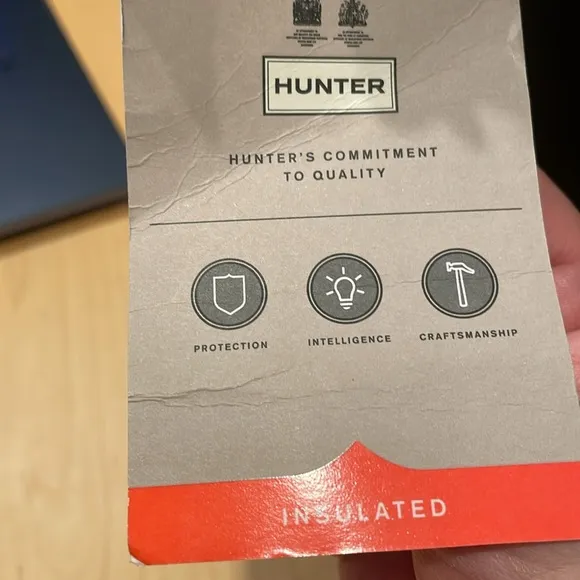 HUNTER
HUNTER'S COMMITMENT
TO QUALITY
PROTECTION
INTELLIGENCE
CRAFTSMANSHIP
INSULATED